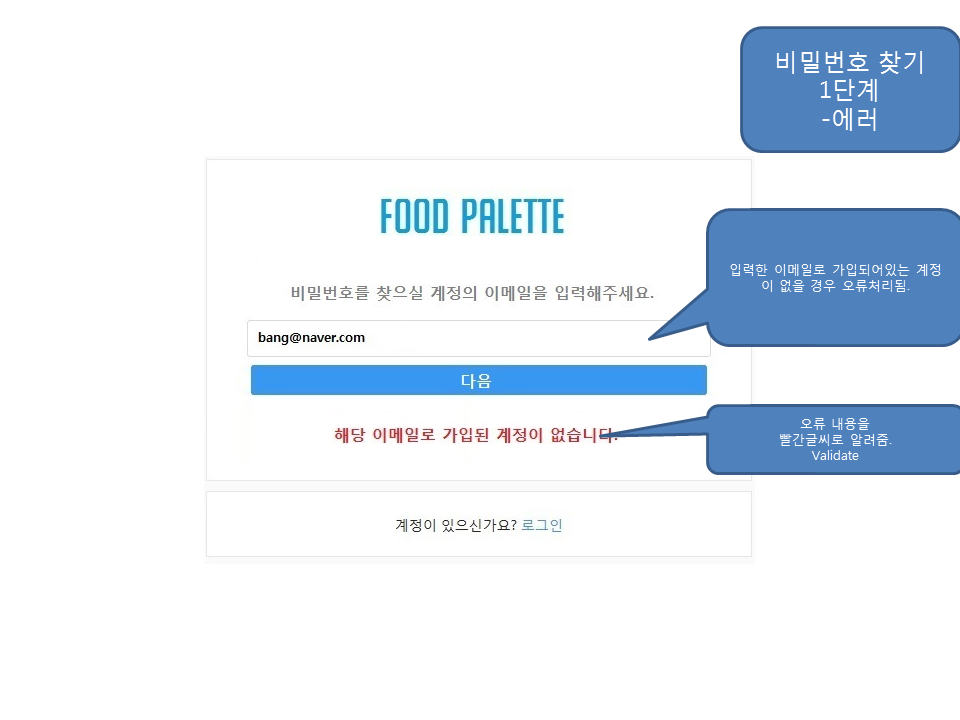 비밀번호 찾기
1단계
-에러
FOOD PALETTE
입력한 이메일로 가입되어있는 계정
이 없을 경우 오류처리됨.
비밀번호를 찾으실 계정의 이메일을 입력해주세요.
bang@naver.com
다음
오류 내용을
빨간글씨로 알려줌.
Validate
해당 이메일로 가입된 계정이 없습니다.
계정이 있으신가요? 로그인